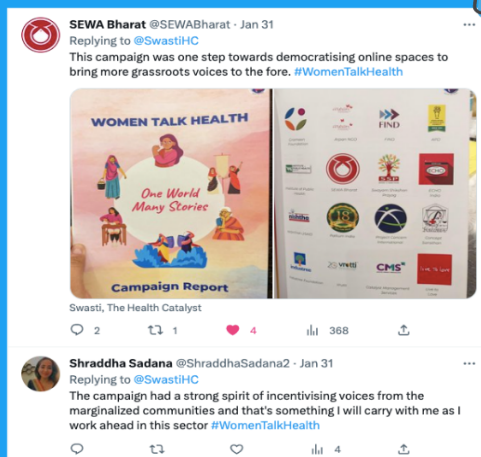 SEWA Bharat @SEWABharat · Jan 31
Replying to @SwastiHC
This campaign was one step towards democratising online spaces to
bring more grassroots voices to the fore. #WomenTalkHealth
WOMEN TALK HEALTH
One World
Many Stories
Campaign Report
FIND
SSP
ECHO
vrutti
CMS
Swasti, The Health Catalyst
2 1 4 368
Shraddha Sadana @ShraddhaSadana2 · Jan 31
Replying to @SwastiHC
The campaign had a strong spirit of incentivising voices from the
marginalized communities and that's something I will carry with me as I
work ahead in this sector #WomenTalkHealth
4